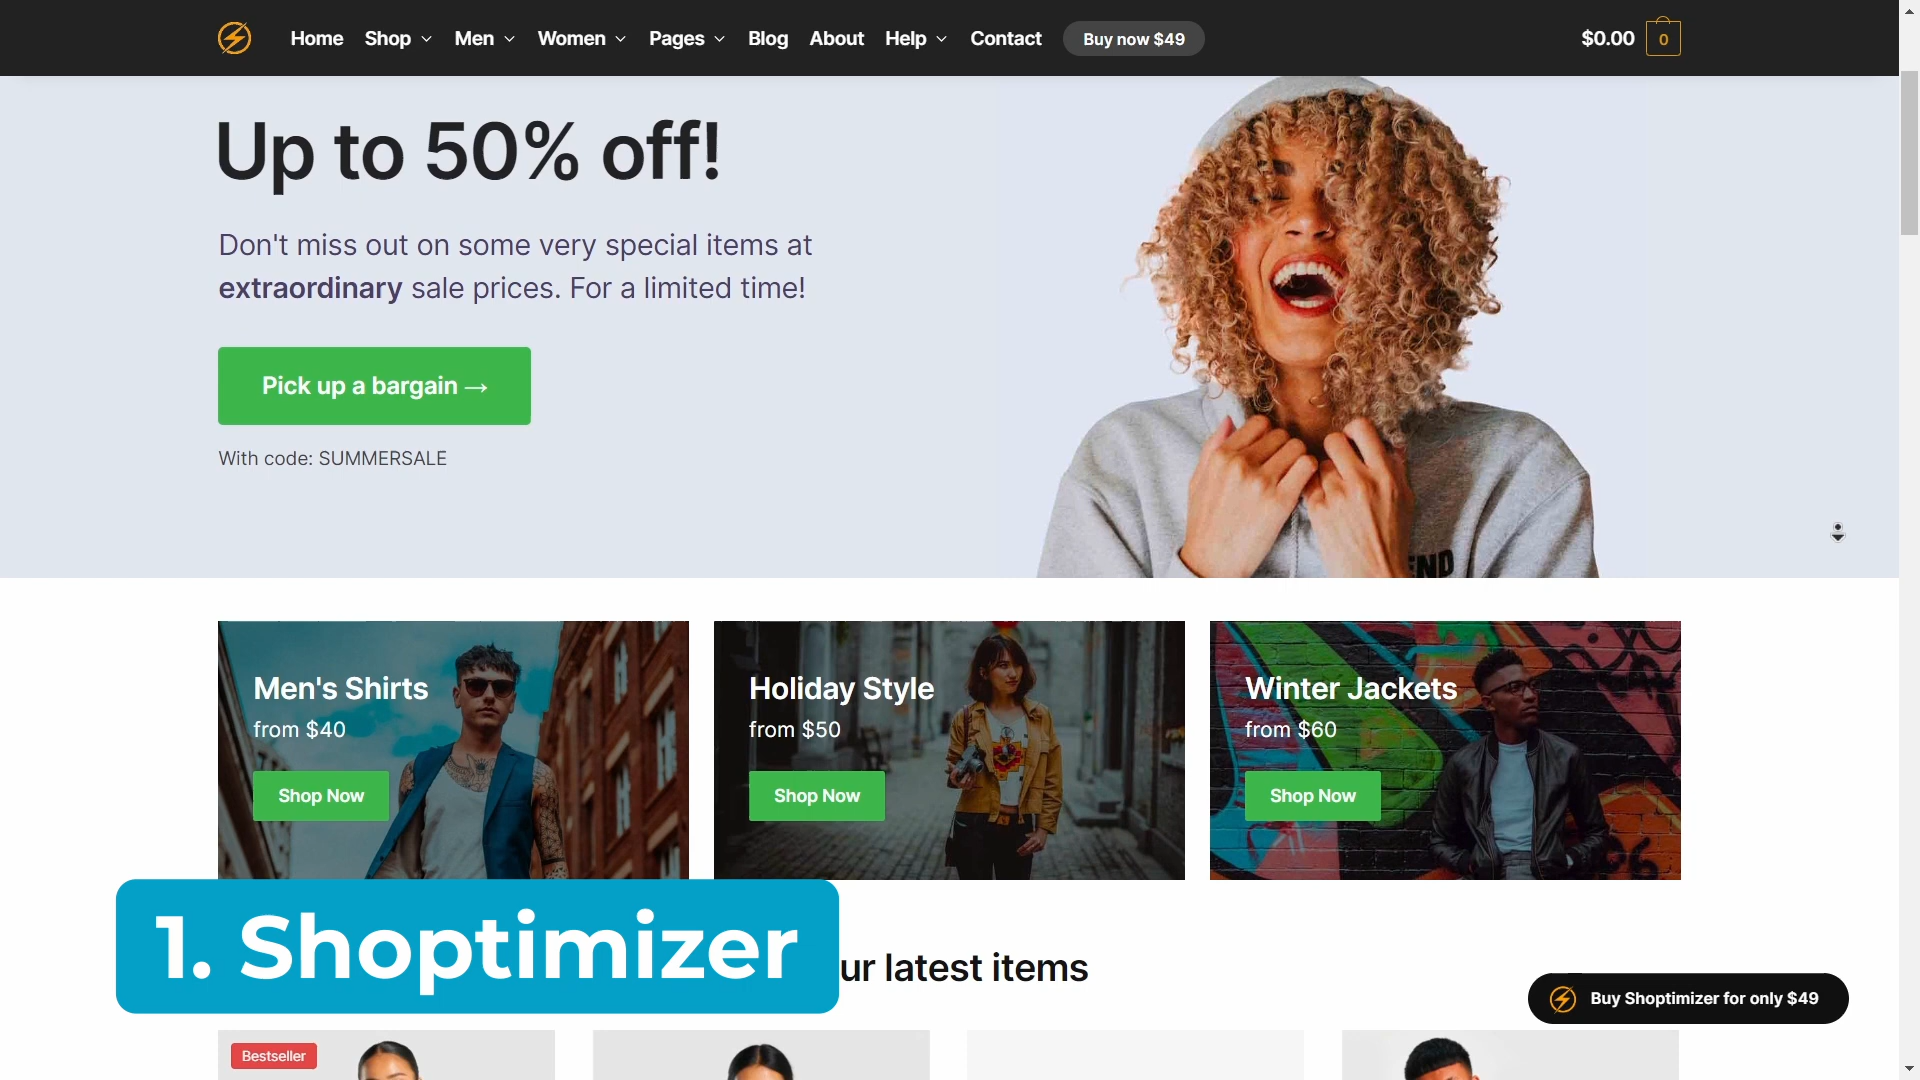 Home Shop Men Women Pages Blog About Help Contact Buy now $49 $0.00 0
Up to 50% off!
Don't miss out on some very special items at
extraordinary sale prices. For a limited time!
Pick up a bargain →
With code: SUMMERSALE
END
Men's Shirts
from $40
Shop Now
Holiday Style
from $50
Shop Now
Winter Jackets
from $60
Shop Now
1. Shoptimizer
ur latest items
Buy Shoptimizer for only $49
Bestseller